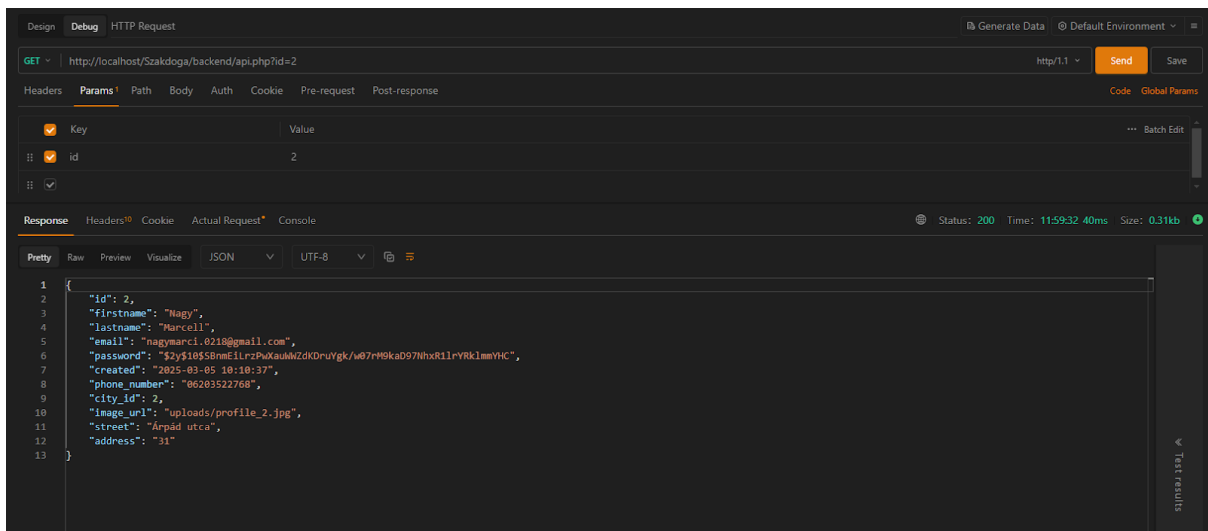 Design Debug HTTP Request Generate Data Default Environment
GET http://localhost/Szakdoga/backend/api.php?id=2 http/1.1 Send Save
Headers Params 1 Path Body Auth Cookie Pre-request Post-response Code Global Params
Key Value ••• Batch Edit
id 2
Response Headers 10 Cookie Actual Request Console Status: 200 Time: 11:59:32 40ms Size: 0.31kb
Pretty Raw Preview Visualize JSON UTF-8
1 {
2 "id": 2,
3 "firstname": "Nagy",
4 "lastname": "Marcell",
5 "email": "nagymarci.0218@gmail.com",
6 "password":
7 "created": "2025-03-05 10:10:37",
8 "phone_number": "06203522768",
9 "city_id": 2,
10 "image_url": "uploads/profile_2.jpg",
11 "street": "Árpád utca",
12 "address": "31"
13 }
Test results